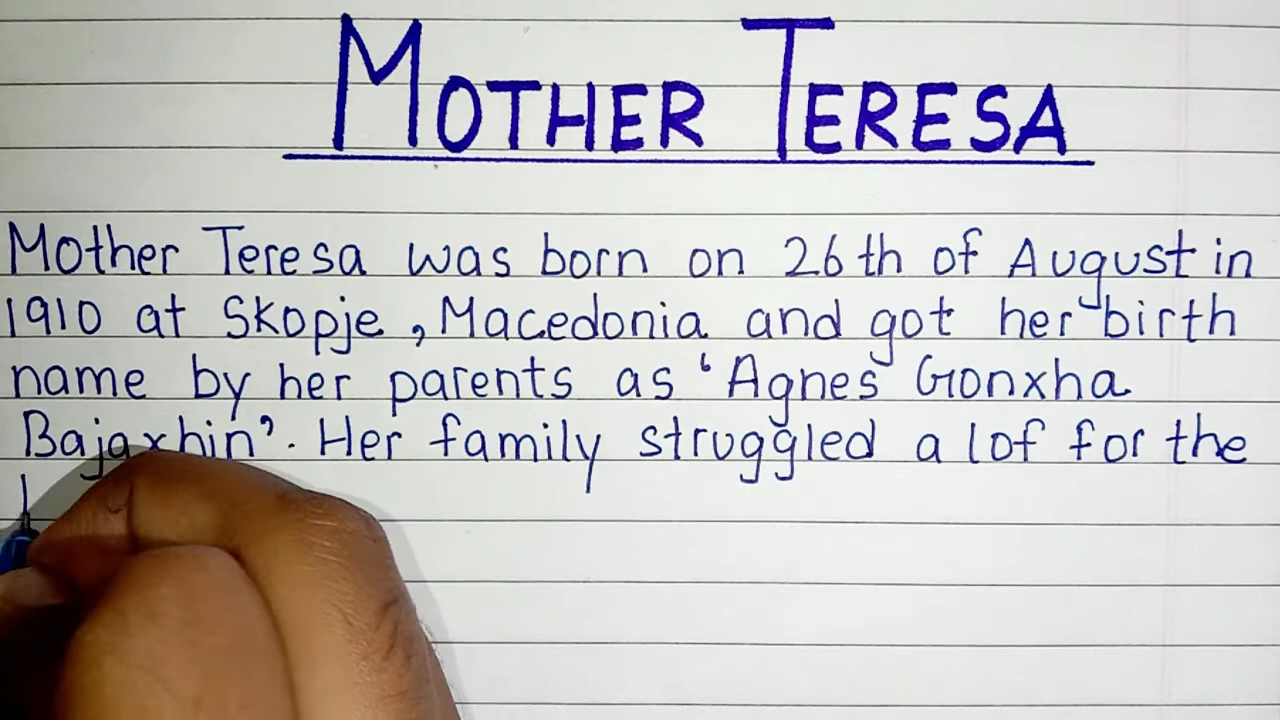 MOTHER TERESA
Mother Teresa was born on 26th of August in
1910 at Skopje, Macedonia and got her birth
name by her parents as ‘Agnes Gonxha
Bajaxhin’. Her family struggled a lof for the